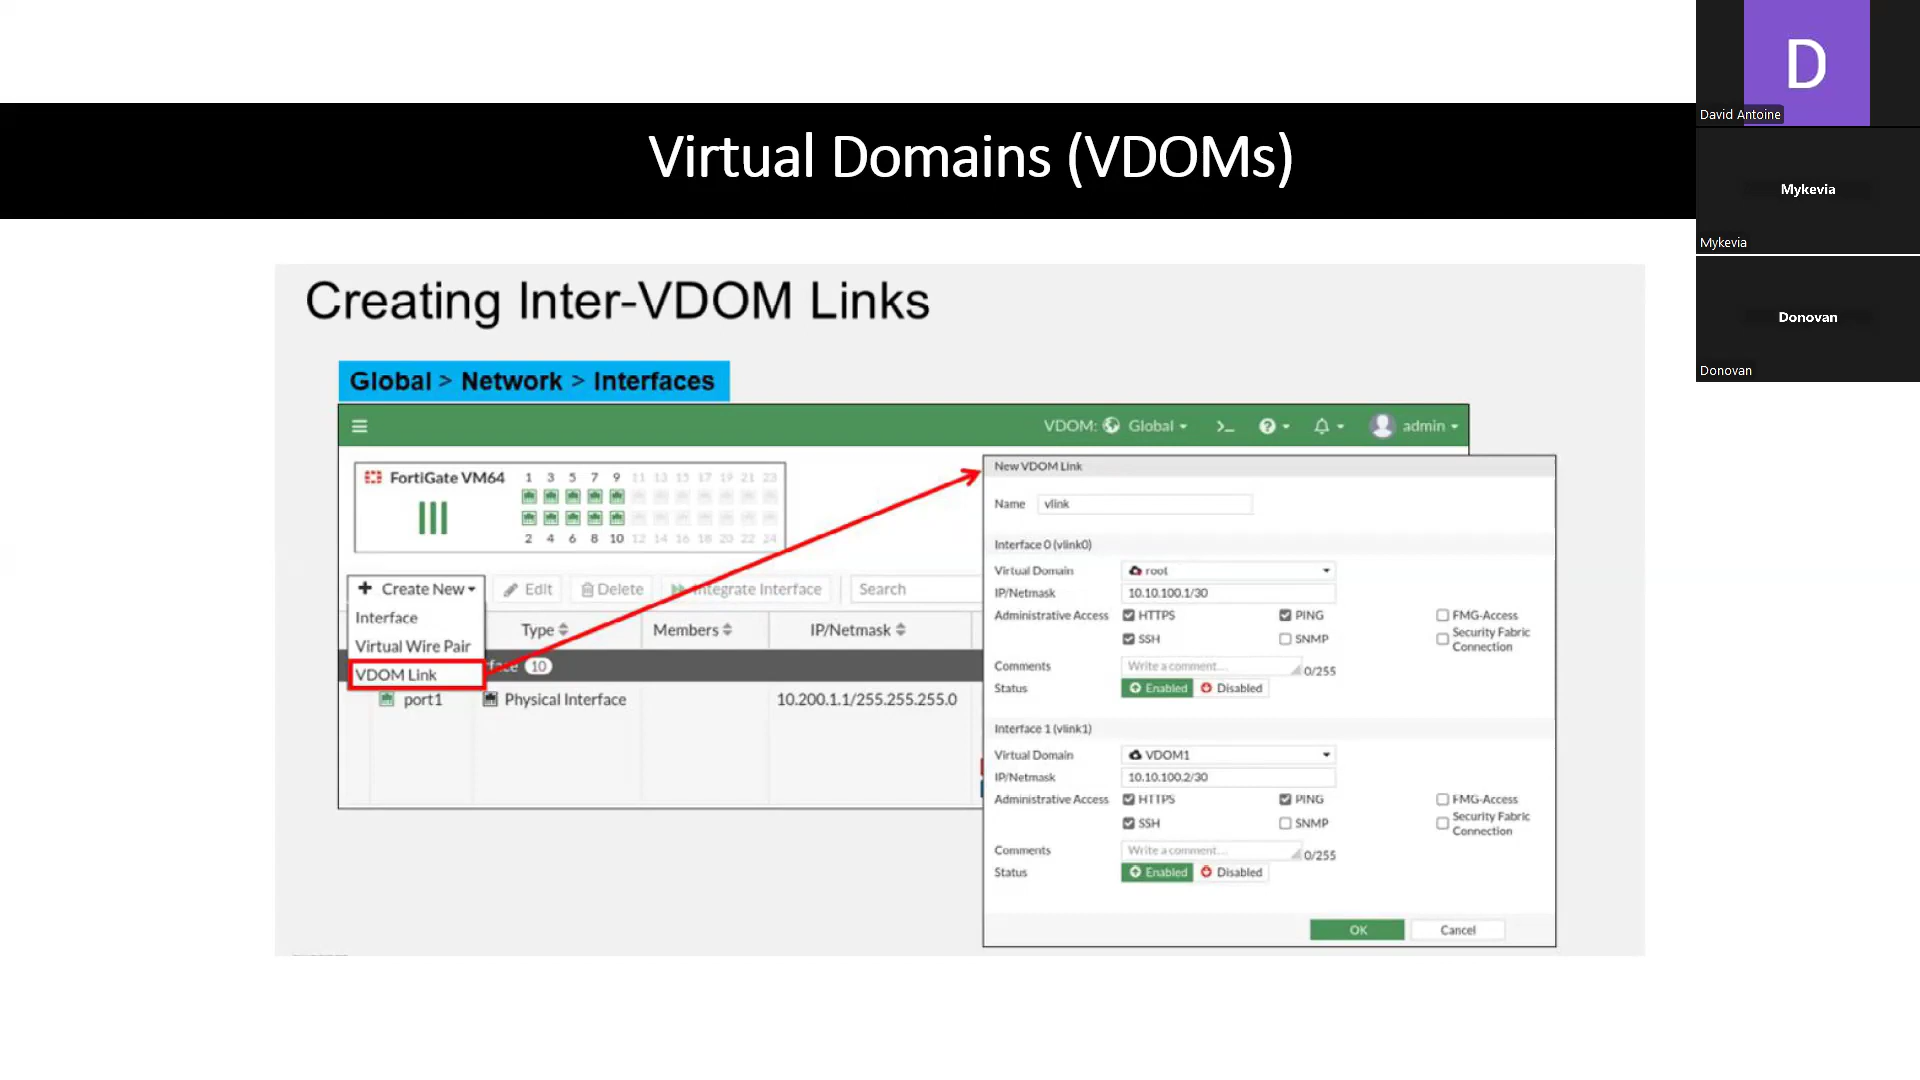 Virtual Domains (VDOMs)
D
David Antoine
Mykevia
Mykevia
Donovan
Donovan
Creating Inter-VDOM Links
Global > Network > Interfaces
VDOM: Global >_ ? admin
FortiGate VM64
1 3 5 7 9 11 13 15 17 19 21 23
2 4 6 8 10 12 14 16 18 20 22 24
+ Create New Edit Delete Integrate Interface Search
Interface
Virtual Wire Pair
VDOM Link
Type Members IP/Netmask
rface 10
port1 Physical Interface 10.200.1.1/255.255.255.0
New VDOM Link
Name vlink
Interface 0 (vlink0)
Virtual Domain root
IP/Netmask 10.10.100.1/30
Administrative Access HTTPS PING FMG-Access
SSH SNMP Security Fabric Connection
Comments Write a comment... 0/255
Status Enabled Disabled
Interface 1 (vlink1)
Virtual Domain VDOM1
IP/Netmask 10.10.100.2/30
Administrative Access HTTPS PING FMG-Access
SSH SNMP Security Fabric Connection
Comments Write a comment... 0/255
Status Enabled Disabled
OK Cancel